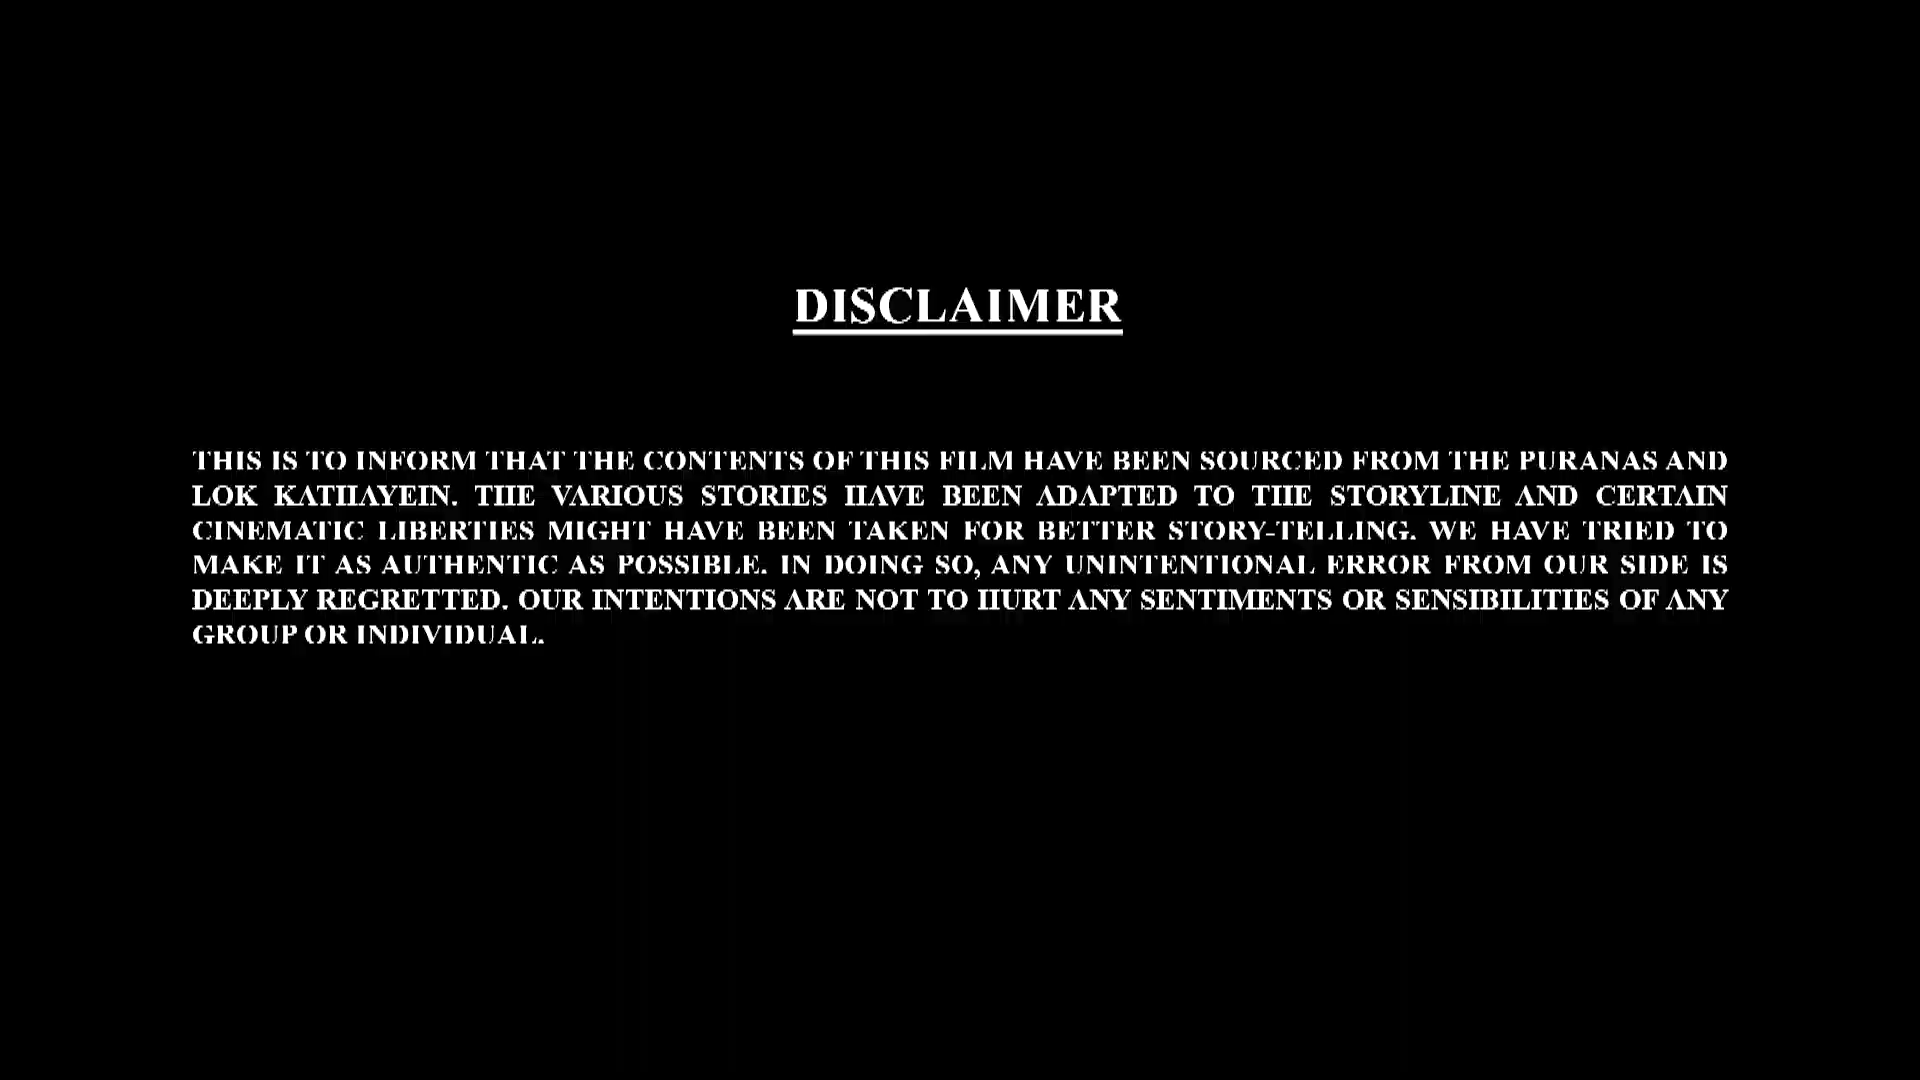 DISCLAIMER
THIS IS TO INFORM THAT THE CONTENTS OF THIS FILM HAVE BEEN SOURCED FROM THE PURANAS AND
LOK KATHAYEIN. THE VARIOUS STORIES HAVE BEEN ADAPTED TO THE STORYLINE AND CERTAIN
CINEMATIC LIBERTIES MIGHT HAVE BEEN TAKEN FOR BETTER STORY-TELLING. WE HAVE TRIED TO
MAKE IT AS AUTHENTIC AS POSSIBLE. IN DOING SO, ANY UNINTENTIONAL ERROR FROM OUR SIDE IS
DEEPLY REGRETTED. OUR INTENTIONS ARE NOT TO HURT ANY SENTIMENTS OR SENSIBILITIES OF ANY
GROUP OR INDIVIDUAL.